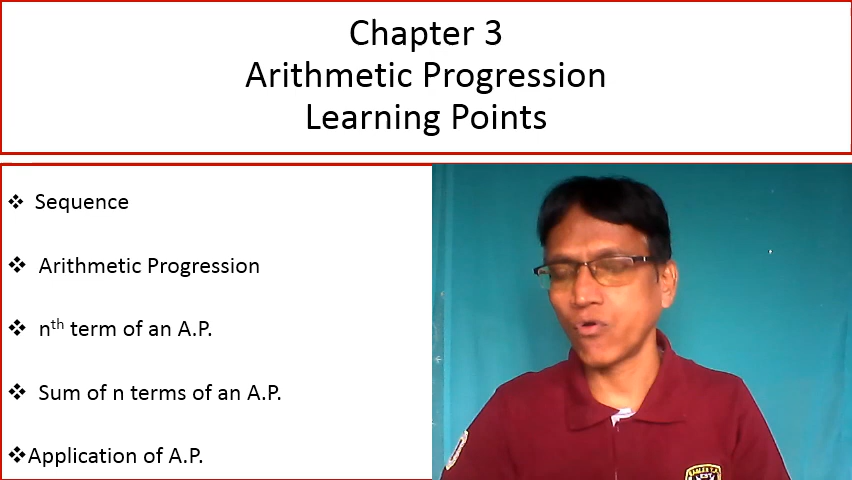 Chapter 3
Arithmetic Progression
Learning Points
❖ Sequence
❖ Arithmetic Progression
❖ nth term of an A.P.
❖ Sum of n terms of an A.P.
❖Application of A.P.